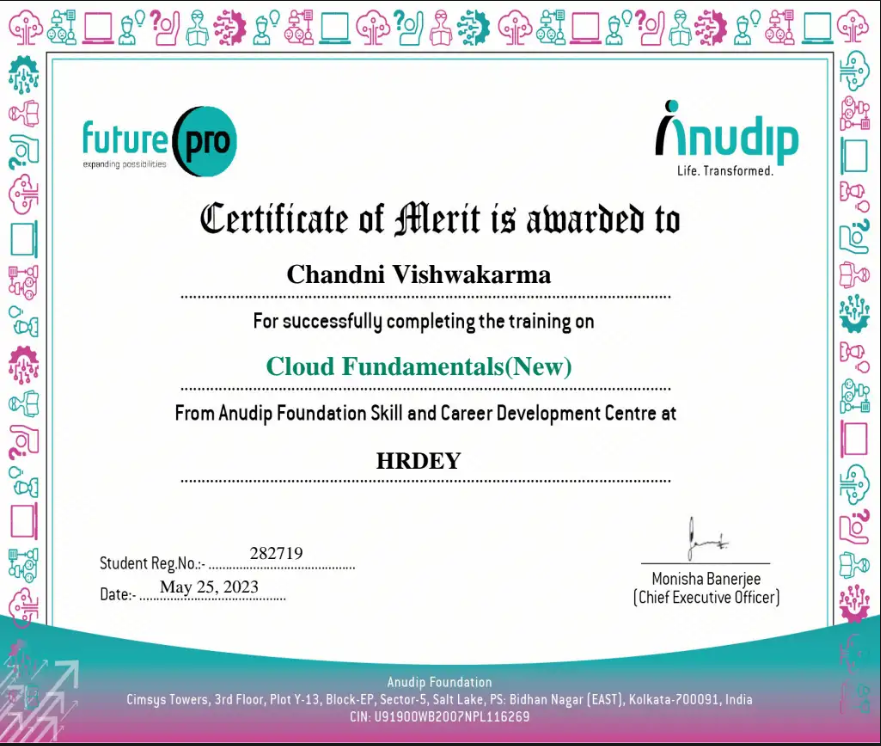 future pro
expanding possibilities
Anudip
Life. Transformed.
Certificate of Merit is awarded to
Chandni Vishwakarma
For successfully completing the training on
Cloud Fundamentals(New)
From Anudip Foundation Skill and Career Development Centre at
HRDEY
Student Reg.No.:- 282719
Date:- May 25, 2023
Monisha Banerjee
(Chief Executive Officer)
Anudip Foundation
Cimsys Towers, 3rd Floor, Plot Y-13, Block-EP, Sector-5, Salt Lake, PS: Bidhan Nagar (EAST), Kolkata-700091, India
CIN: U91900WB2007NPL116269